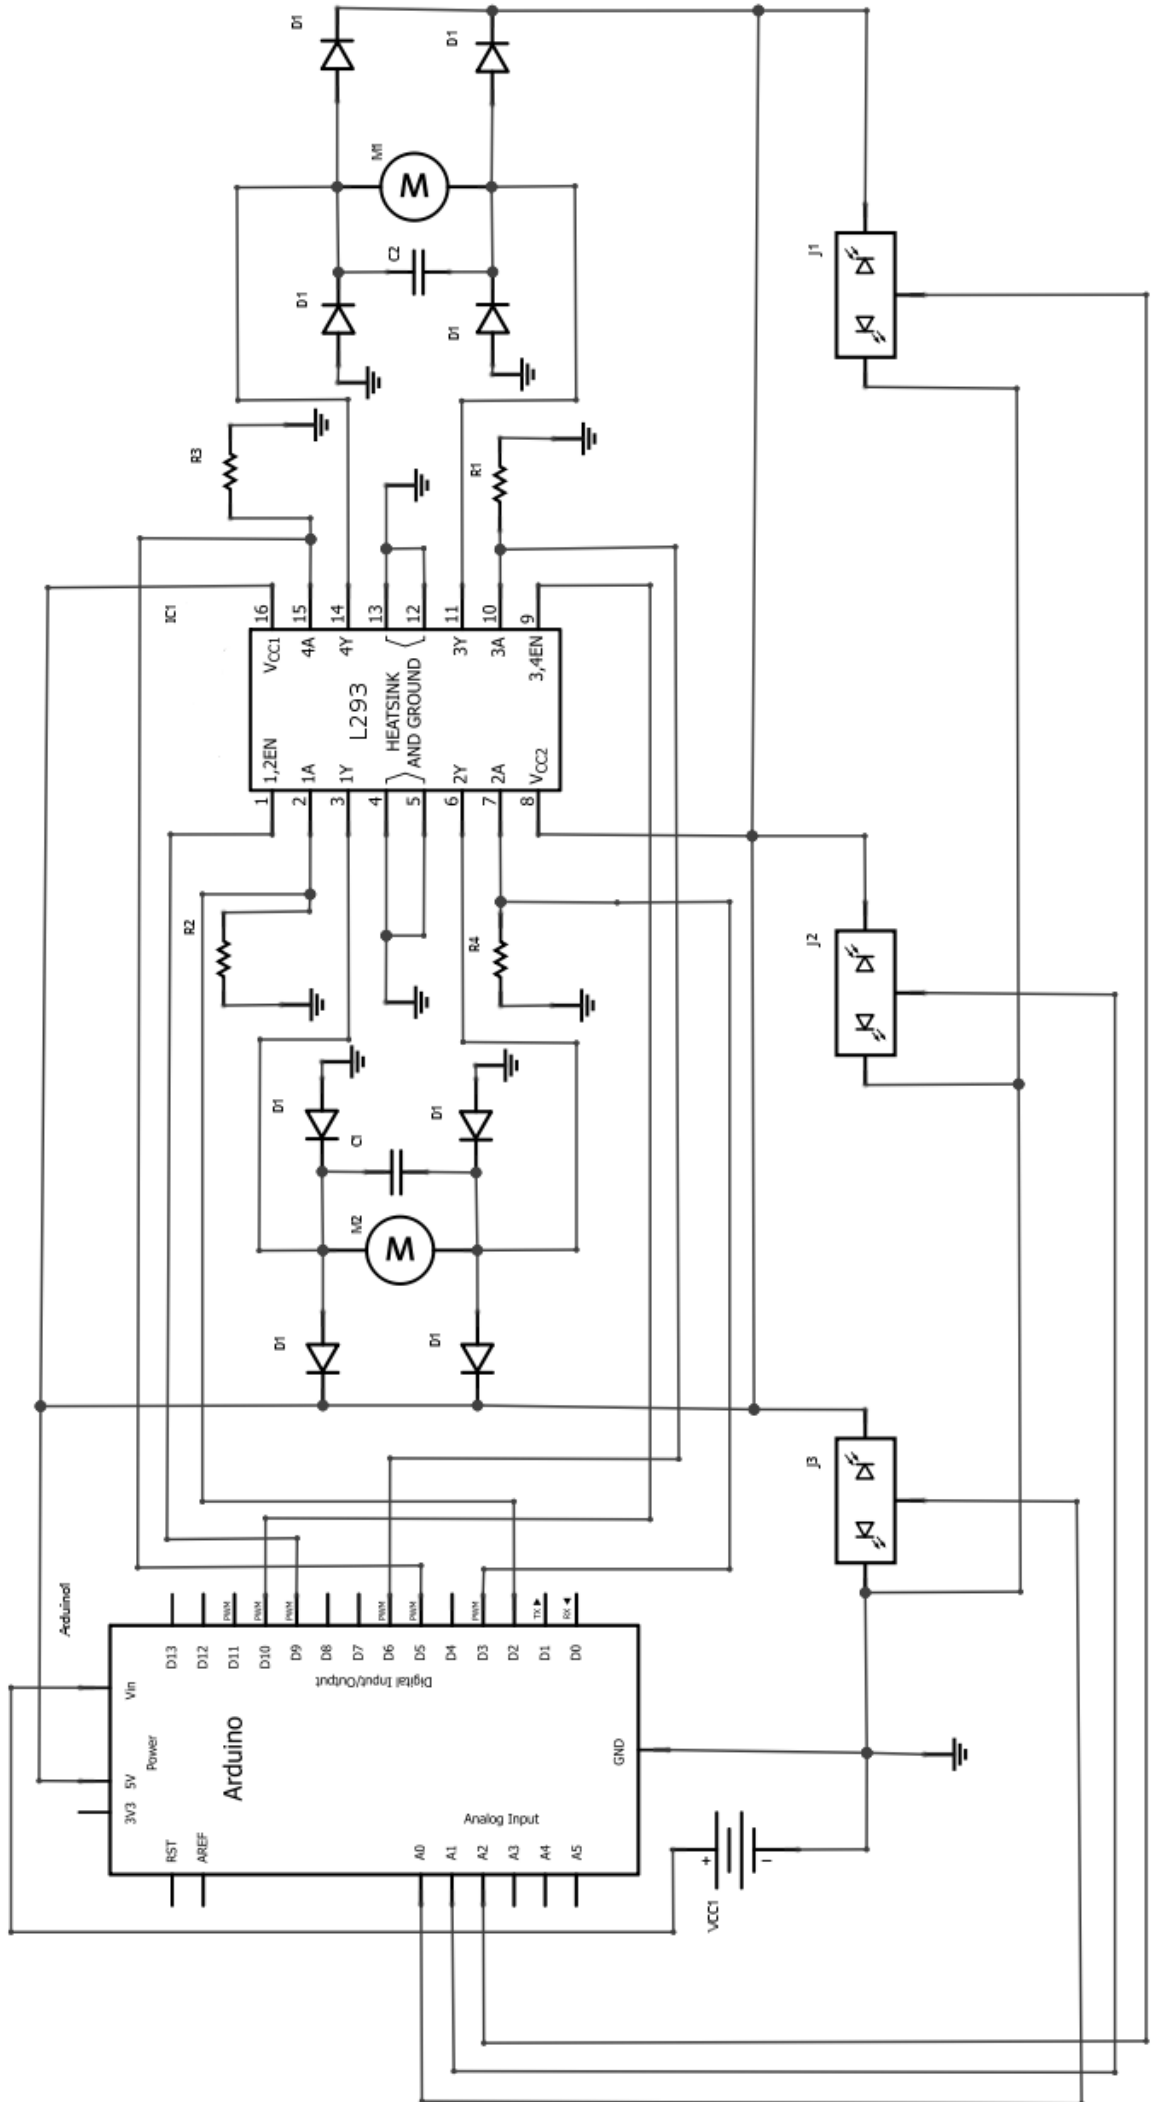 D1
D1
M1
M
C2
D1
D1
J1
R3
R1
IC1
16
15
14
13
12
11
10
9
VCC1
4A
4Y
3Y
3A
3,4EN
L293
HEATSINK
AND GROUND
1,2EN
1A
1Y
2Y
2A
VCC2
1
2
3
4
5
6
7
8
R2
R4
J2
D1
D1
C1
M2
M
D1
D1
J3
Arduino1
PWM
PWM
PWM
PWM
PWM
PWM
TX
RX
D13
D12
D11
D10
D9
D8
D7
D6
D5
D4
D3
D2
D1
D0
Digital Input/Output
Vin
Power
5V
3V3
Arduino
GND
RST
AREF
Analog Input
A0
A1
A2
A3
A4
A5
+
−
VCC1